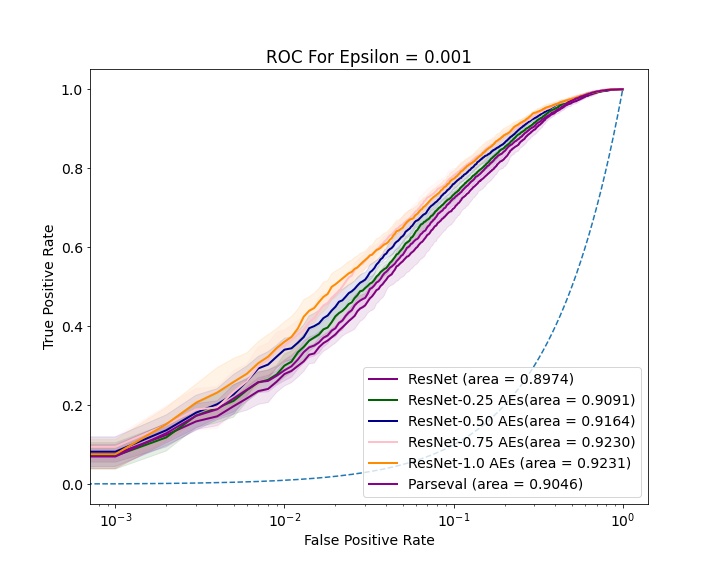 ROC For Epsilon = 0.001
True Positive Rate
1.0
0.8
0.6
0.4
0.2
0.0
ResNet (area = 0.8974)
ResNet-0.25 AEs(area = 0.9091)
ResNet-0.50 AEs(area = 0.9164)
ResNet-0.75 AEs(area = 0.9230)
ResNet-1.0 AEs (area = 0.9231)
Parseval (area = 0.9046)
10⁻³ 10⁻² 10⁻¹ 10⁰
False Positive Rate